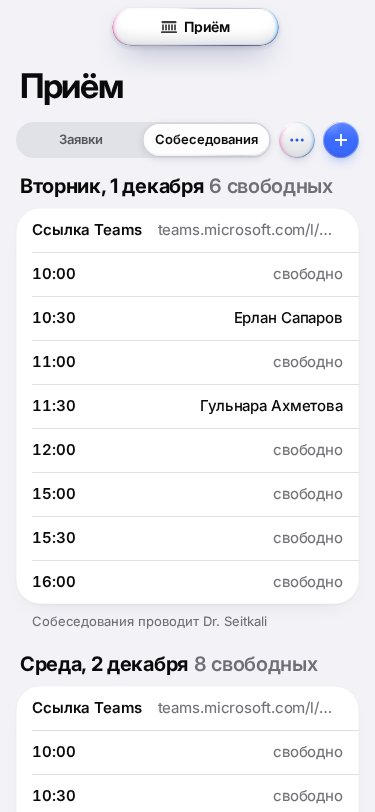 Приём
Приём
Заявки
Собеседования
Вторник, 1 декабря 6 свободных
Ссылка Teams teams.microsoft.com/l/...
10:00 свободно
10:30 Ерлан Сапаров
11:00 свободно
11:30 Гульнара Ахметова
12:00 свободно
15:00 свободно
15:30 свободно
16:00 свободно
Собеседования проводит Dr. Seitkali
Среда, 2 декабря 8 свободных
Ссылка Teams teams.microsoft.com/l/...
10:00 свободно
10:30 свободно